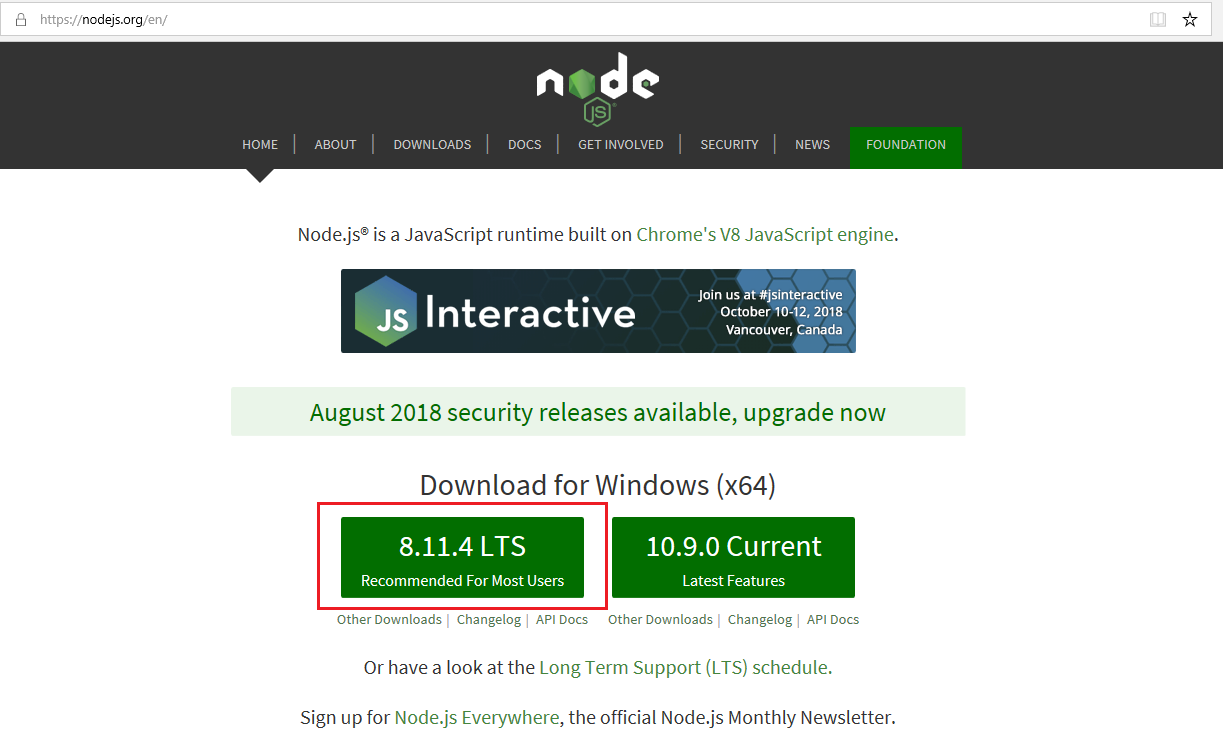 https://nodejs.org/en/
node
JS
HOME | ABOUT | DOWNLOADS | DOCS | GET INVOLVED | SECURITY | NEWS FOUNDATION
Node.js® is a JavaScript runtime built on Chrome's V8 JavaScript engine.
JS Interactive
Join us at #jsinteractive
October 10-12, 2018
Vancouver, Canada
August 2018 security releases available, upgrade now
Download for Windows (x64)
8.11.4 LTS
Recommended For Most Users
10.9.0 Current
Latest Features
Other Downloads | Changelog | API Docs
Other Downloads | Changelog | API Docs
Or have a look at the Long Term Support (LTS) schedule.
Sign up for Node.js Everywhere, the official Node.js Monthly Newsletter.